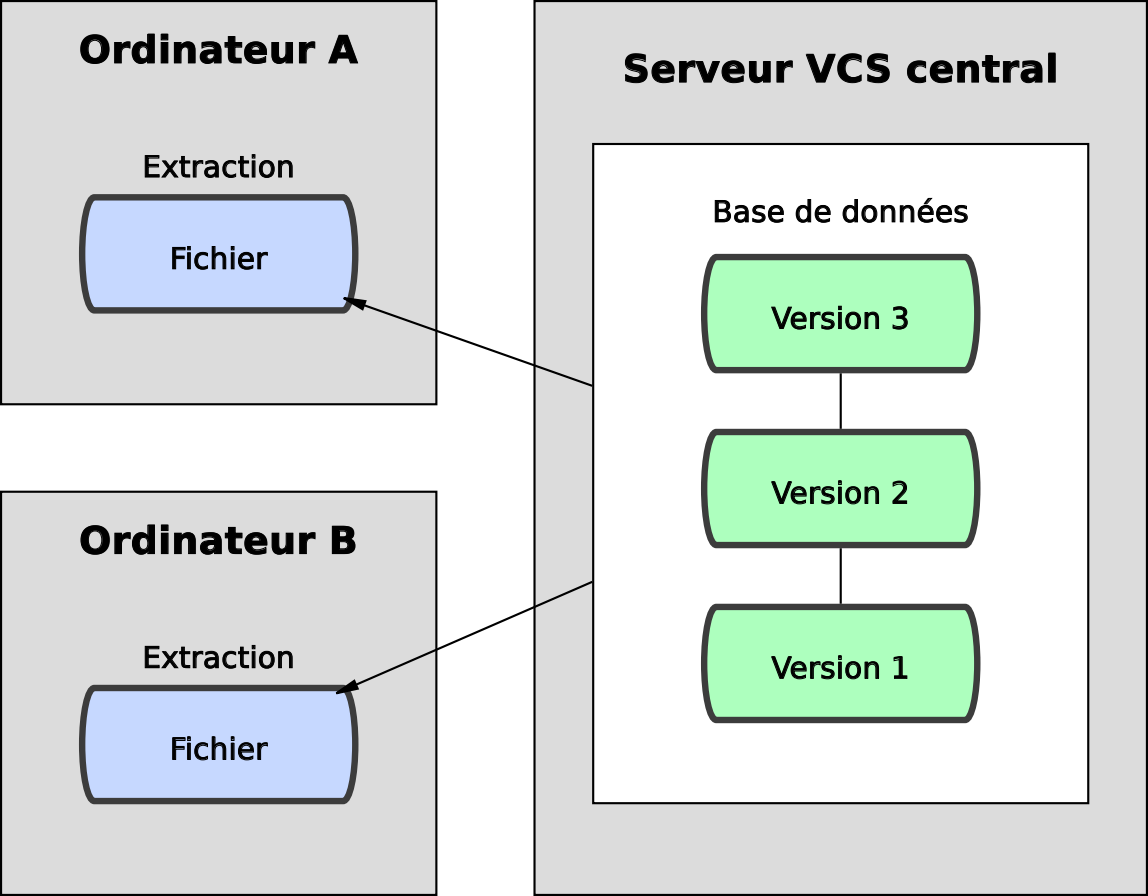 Ordinateur A
Extraction
Fichier
Ordinateur B
Extraction
Fichier
Serveur VCS central
Base de données
Version 3
Version 2
Version 1